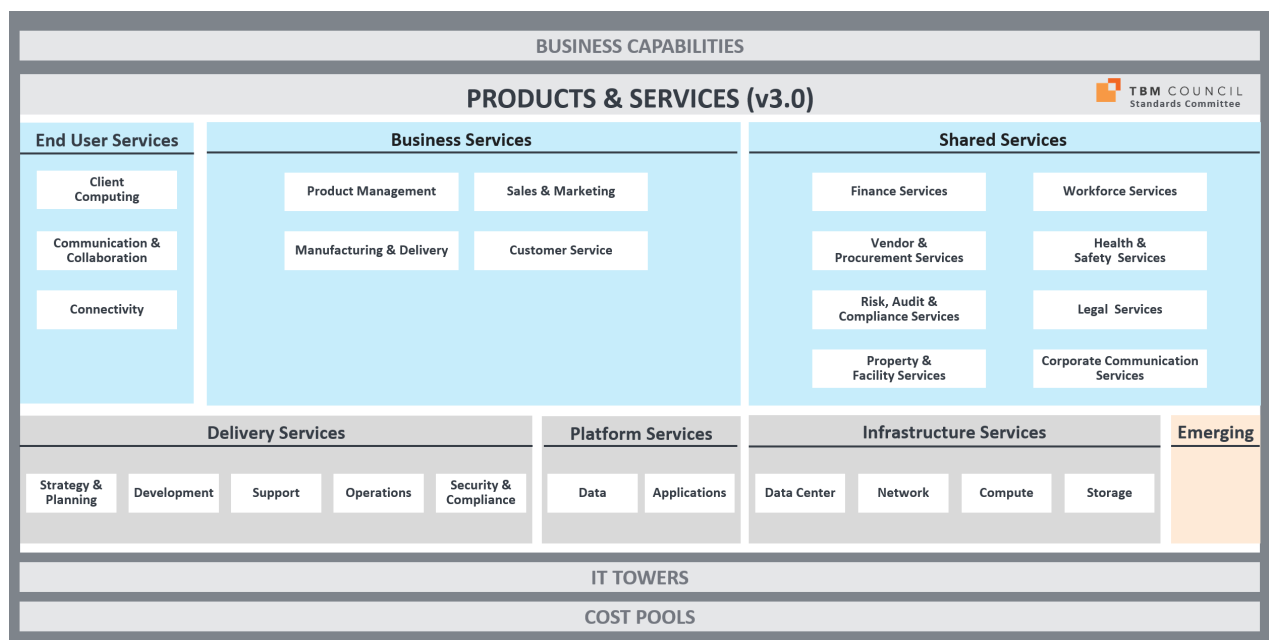 BUSINESS CAPABILITIES
PRODUCTS & SERVICES (v3.0)
TBM COUNCIL
Standards Committee
End User Services
Client
Computing
Communication &
Collaboration
Connectivity
Business Services
Product Management
Sales & Marketing
Manufacturing & Delivery
Customer Service
Shared Services
Finance Services
Workforce Services
Vendor &
Procurement Services
Health &
Safety Services
Risk, Audit &
Compliance Services
Legal Services
Property &
Facility Services
Corporate Communication
Services
Delivery Services
Strategy &
Planning
Development
Support
Operations
Security &
Compliance
Platform Services
Data
Applications
Infrastructure Services
Data Center
Network
Compute
Storage
Emerging
IT TOWERS
COST POOLS